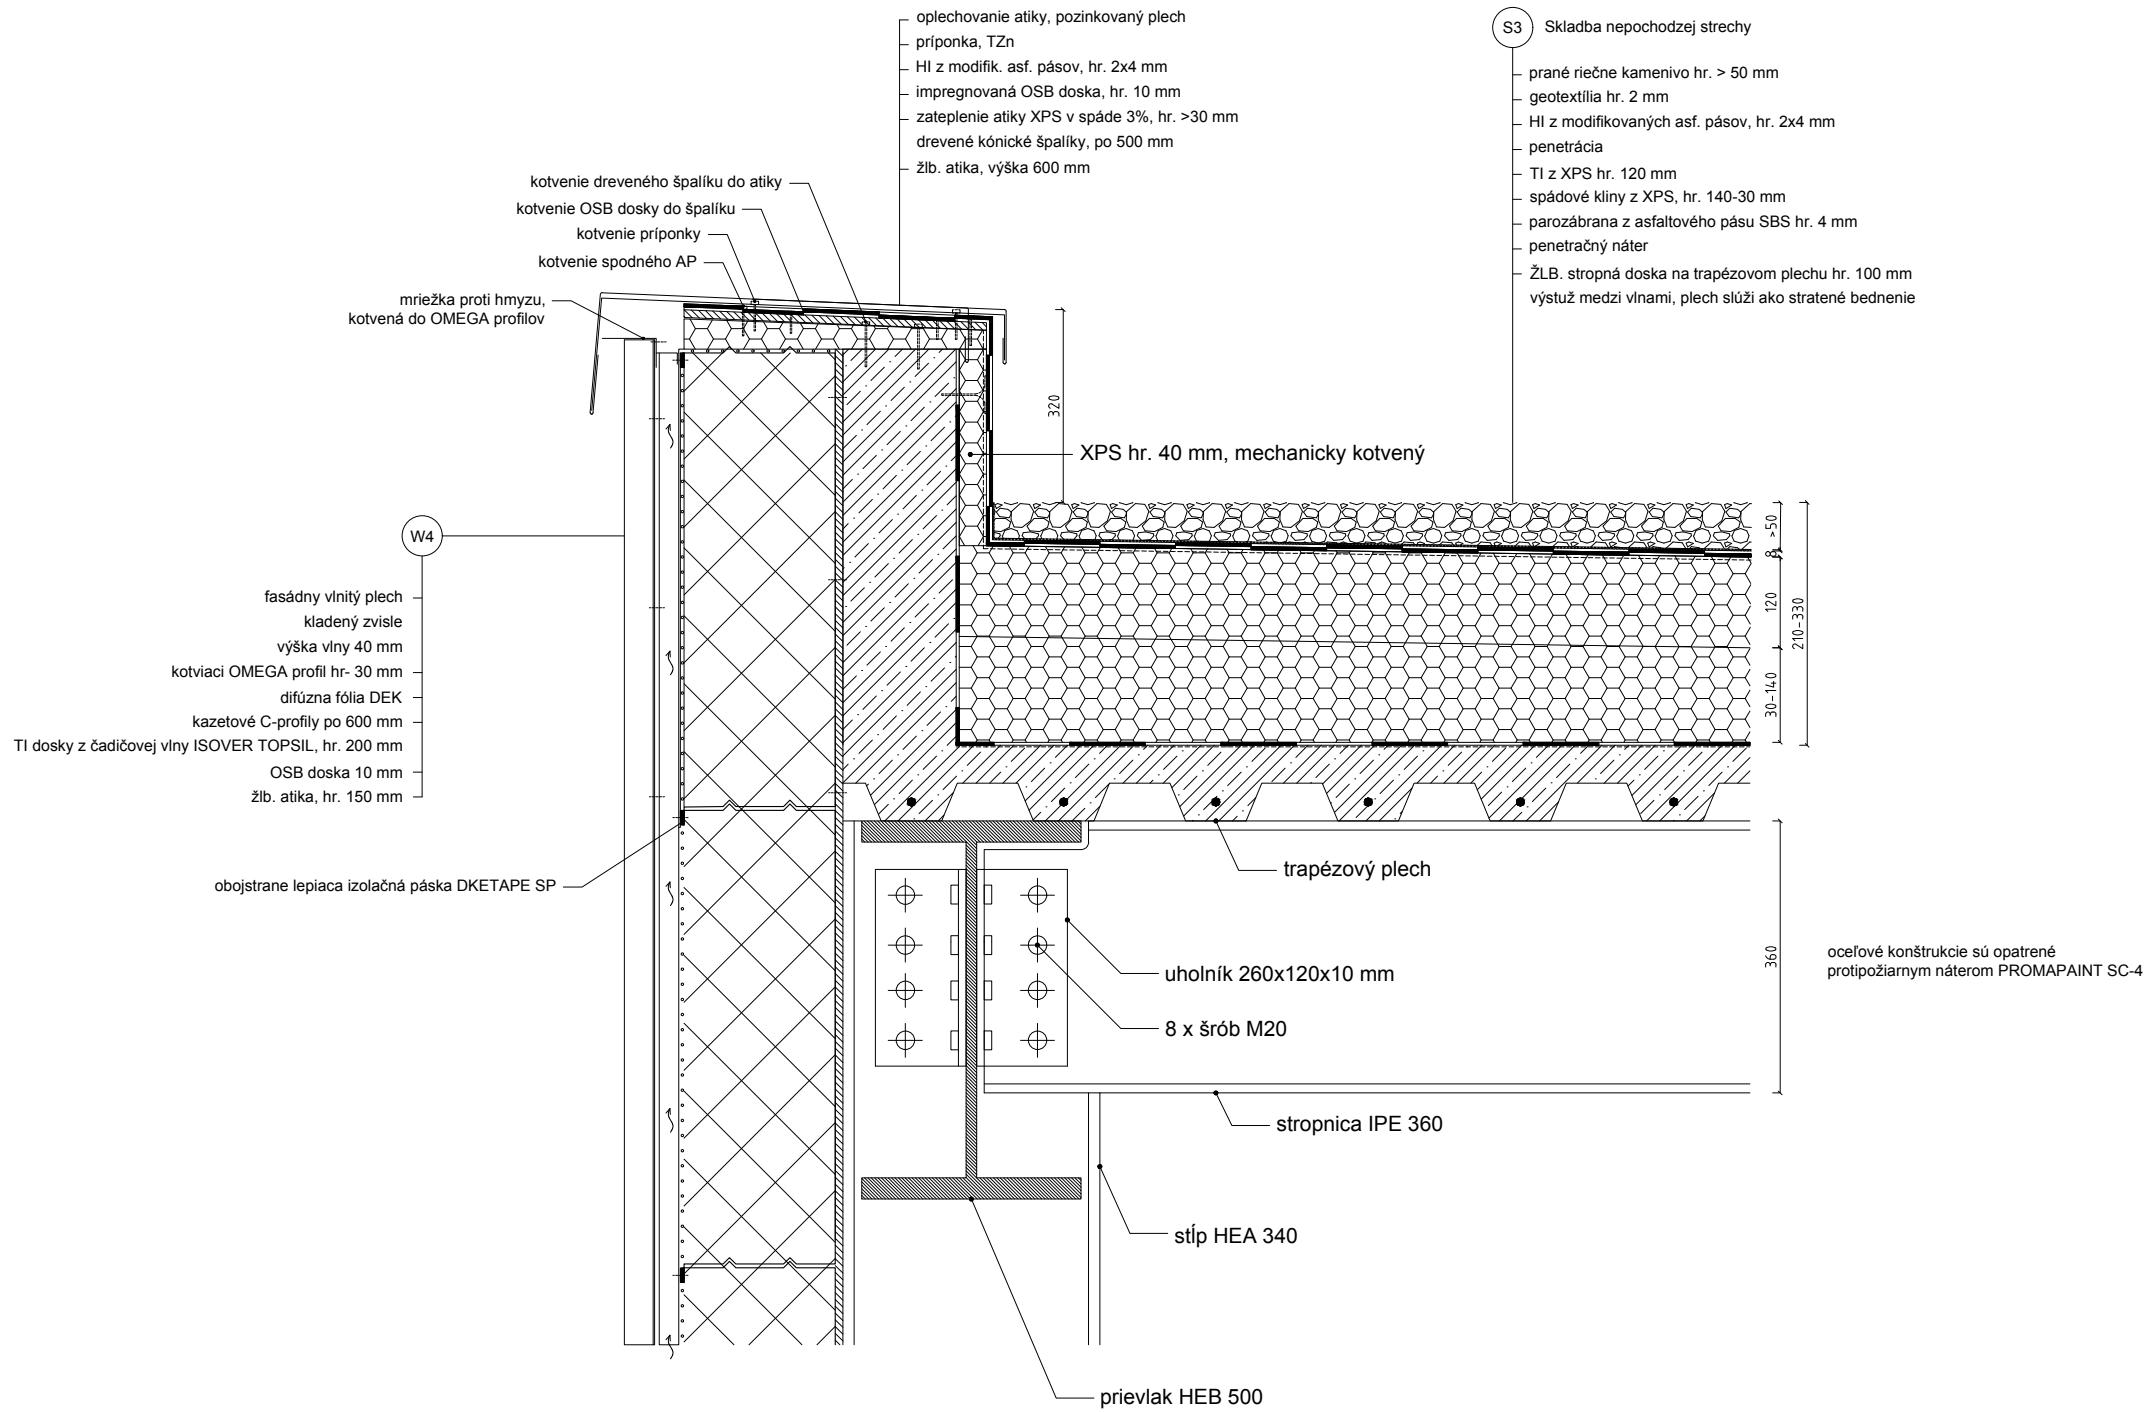 oplechovanie atiky, pozinkovaný plech
príponka, TZn
HI z modifik. asf. pásov, hr. 2x4 mm
impregnovaná OSB doska, hr. 10 mm
zateplenie atiky XPS v spáde 3%, hr. >30 mm
drevené kónické špalíky, po 500 mm
žlb. atika, výška 600 mm
S3 Skladba nepochodzej strechy
prané riečne kamenivo hr. > 50 mm
geotextília hr. 2 mm
HI z modifikovaných asf. pásov, hr. 2x4 mm
penetrácia
TI z XPS hr. 120 mm
spádové kliny z XPS, hr. 140-30 mm
parozábrana z asfaltového pásu SBS hr. 4 mm
penetračný náter
ŽLB. stropná doska na trapézovom plechu hr. 100 mm
výstuž medzi vlnami, plech slúži ako stratené bednenie
kotvenie dreveného špalíku do atiky
kotvenie OSB dosky do špalíku
kotvenie príponky
kotvenie spodného AP
mriežka proti hmyzu,
kotvená do OMEGA profilov
320
XPS hr. 40 mm, mechanicky kotvený
W4
fasádny vlnitý plech
kladený zvisle
výška vlny 40 mm
kotviaci OMEGA profil hr- 30 mm
difúzna fólia DEK
kazetové C-profily po 600 mm
TI dosky z čadičovej vlny ISOVER TOPSIL, hr. 200 mm
OSB doska 10 mm
žlb. atika, hr. 150 mm
>50
8
120
30-140
210-330
obojstrane lepiaca izolačná páska DKETAPE SP
trapézový plech
uholník 260x120x10 mm
8 x šrób M20
360
oceľové konštrukcie sú opatrené
protipožiarnym náterom PROMAPAINT SC-4
stropnica IPE 360
stĺp HEA 340
prievlak HEB 500